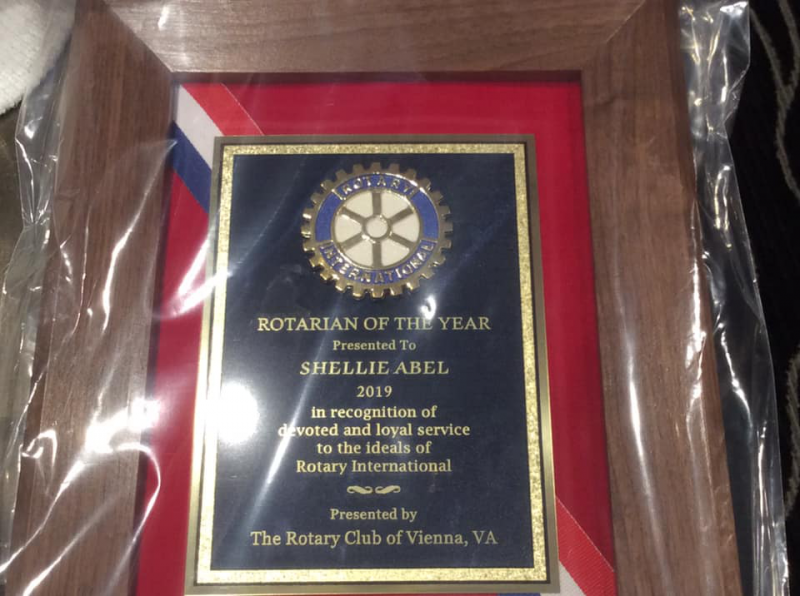 ROTARY
INTERNATIONAL
ROTARIAN OF THE YEAR
Presented To
SHELLIE ABEL
2019
in recognition of
devoted and loyal service
to the ideals of
Rotary International
Presented by
The Rotary Club of Vienna, VA